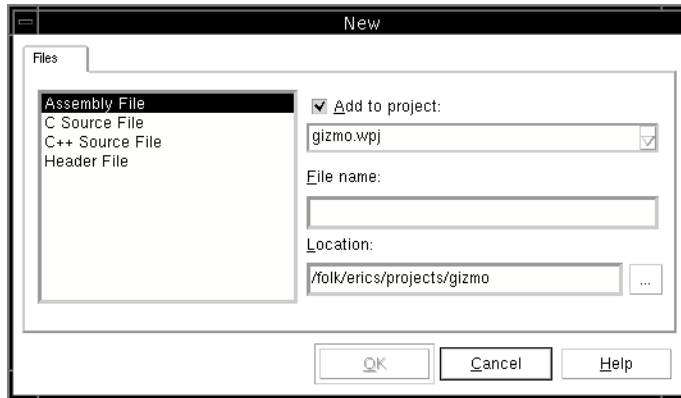 New
Files
Assembly File
C Source File
C++ Source File
Header File
Add to project:
gizmo.wpj
File name:
Location:
/folk/erics/projects/gizmo
...
OK
Cancel
Help